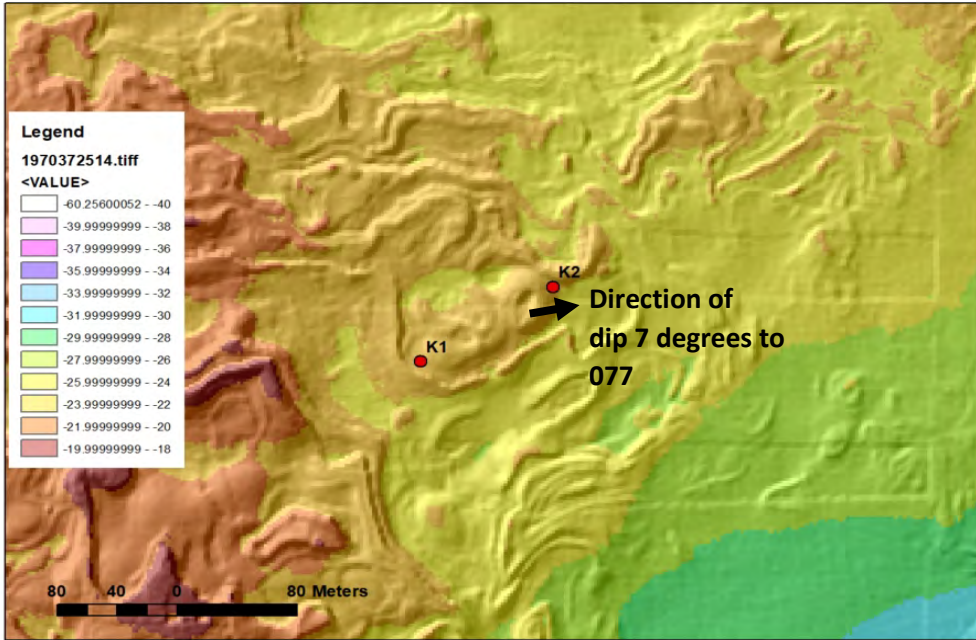 Legend
1970372514.tiff
<VALUE>
-60.25600052 - -40
-39.99999999 - -38
-37.99999999 - -36
-35.99999999 - -34
-33.99999999 - -32
-31.99999999 - -30
-29.99999999 - -28
-27.99999999 - -26
-25.99999999 - -24
-23.99999999 - -22
-21.99999999 - -20
-19.99999999 - -18
K2
Direction of
dip 7 degrees to
077
K1
80 40 0 80 Meters